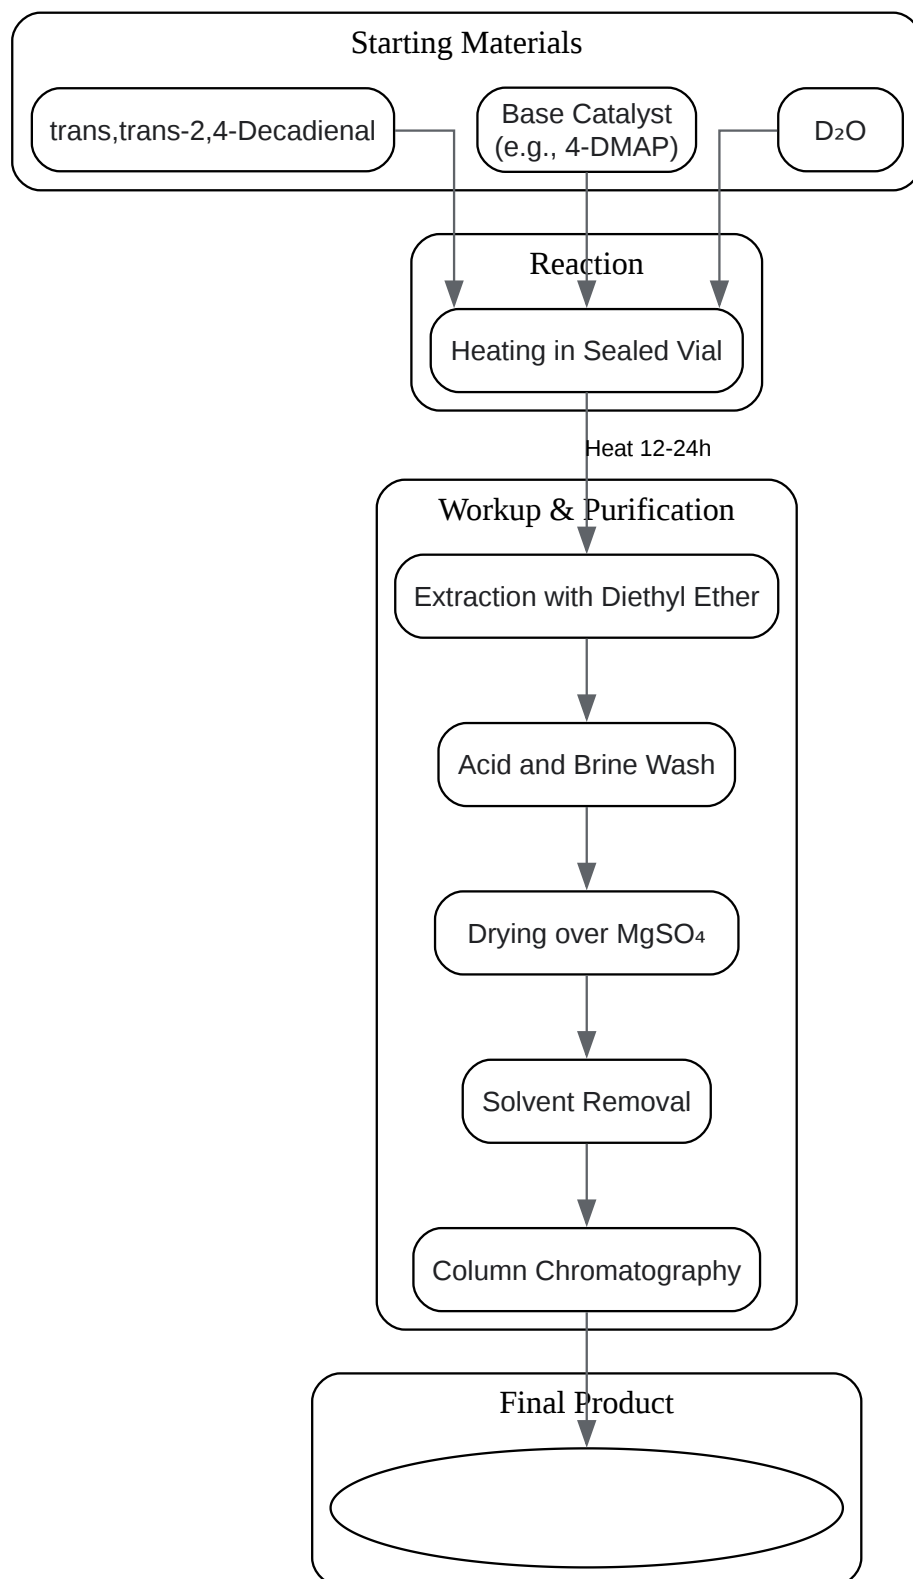 Starting Materials
trans,trans-2,4-Decadienal
Base Catalyst
(e.g., 4-DMAP)
D₂O
Reaction
Heating in Sealed Vial
Heat 12-24h
Workup & Purification
Extraction with Diethyl Ether
Acid and Brine Wash
Drying over MgSO₄
Solvent Removal
Column Chromatography
Final Product